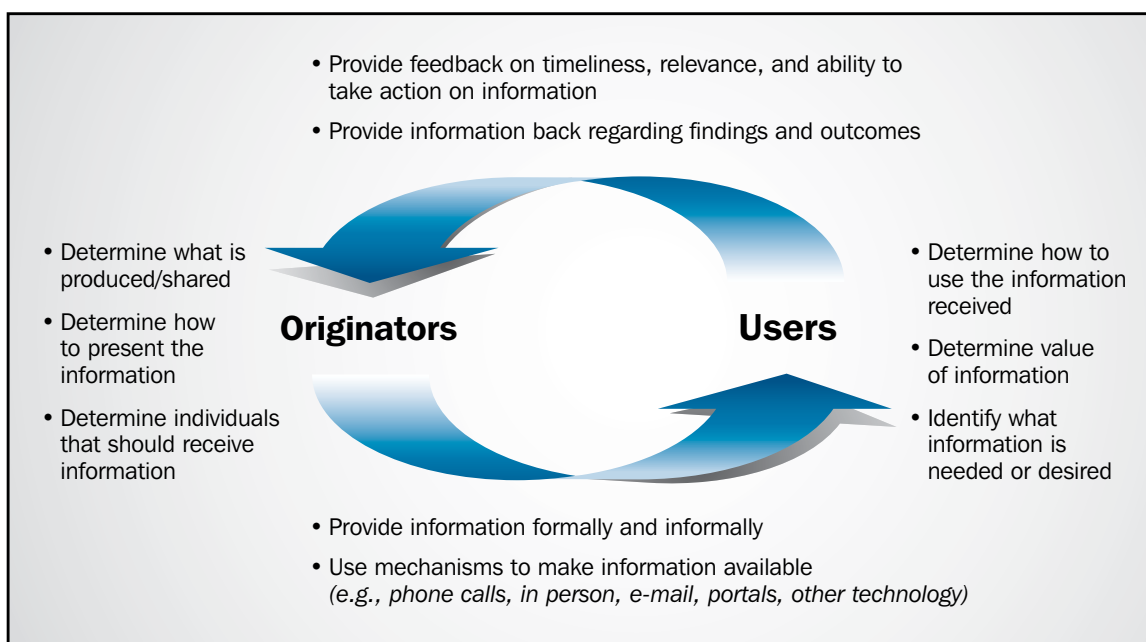 • Provide feedback on timeliness, relevance, and ability to
take action on information
• Provide information back regarding findings and outcomes
• Determine what is
produced/shared
• Determine how
to present the
information
• Determine individuals
that should receive
information
Originators
Users
• Determine how to
use the information
received
• Determine value
of information
• Identify what
information is
needed or desired
• Provide information formally and informally
• Use mechanisms to make information available
(e.g., phone calls, in person, e-mail, portals, other technology)